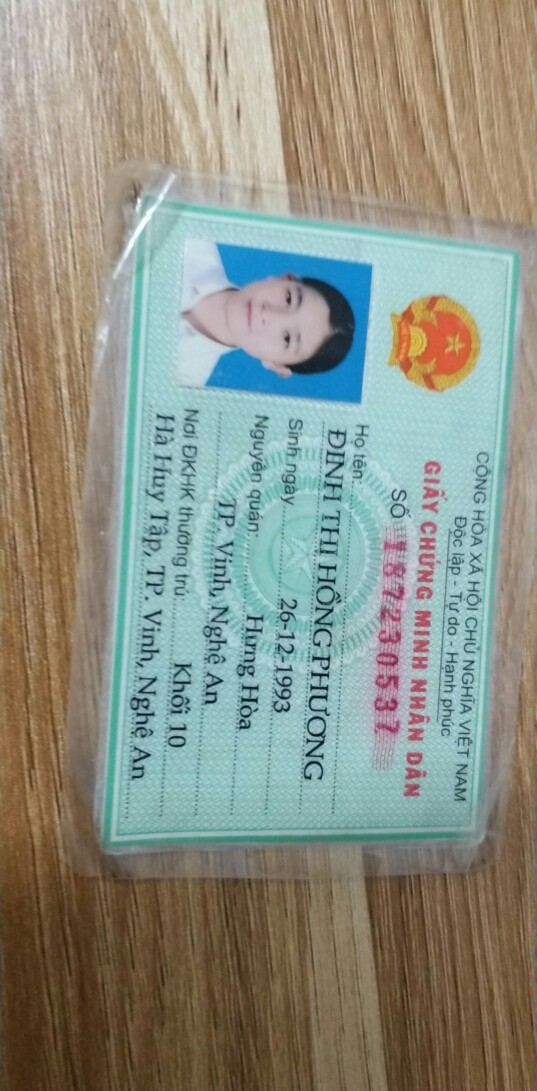 CỘNG HÒA XÃ HỘI CHỦ NGHĨA VIỆT NAM
Độc lập - Tự do - Hạnh phúc
GIẤY CHỨNG MINH NHÂN DÂN
SỐ 187230537
Họ tên: ĐINH THỊ HỒNG PHƯƠNG
Sinh ngày 26-12-1993
Nguyên quán: Hưng Hòa
TP. Vinh, Nghệ An
Nơi ĐKHK thường trú Khối 10
Hà Huy Tập, TP. Vinh, Nghệ An